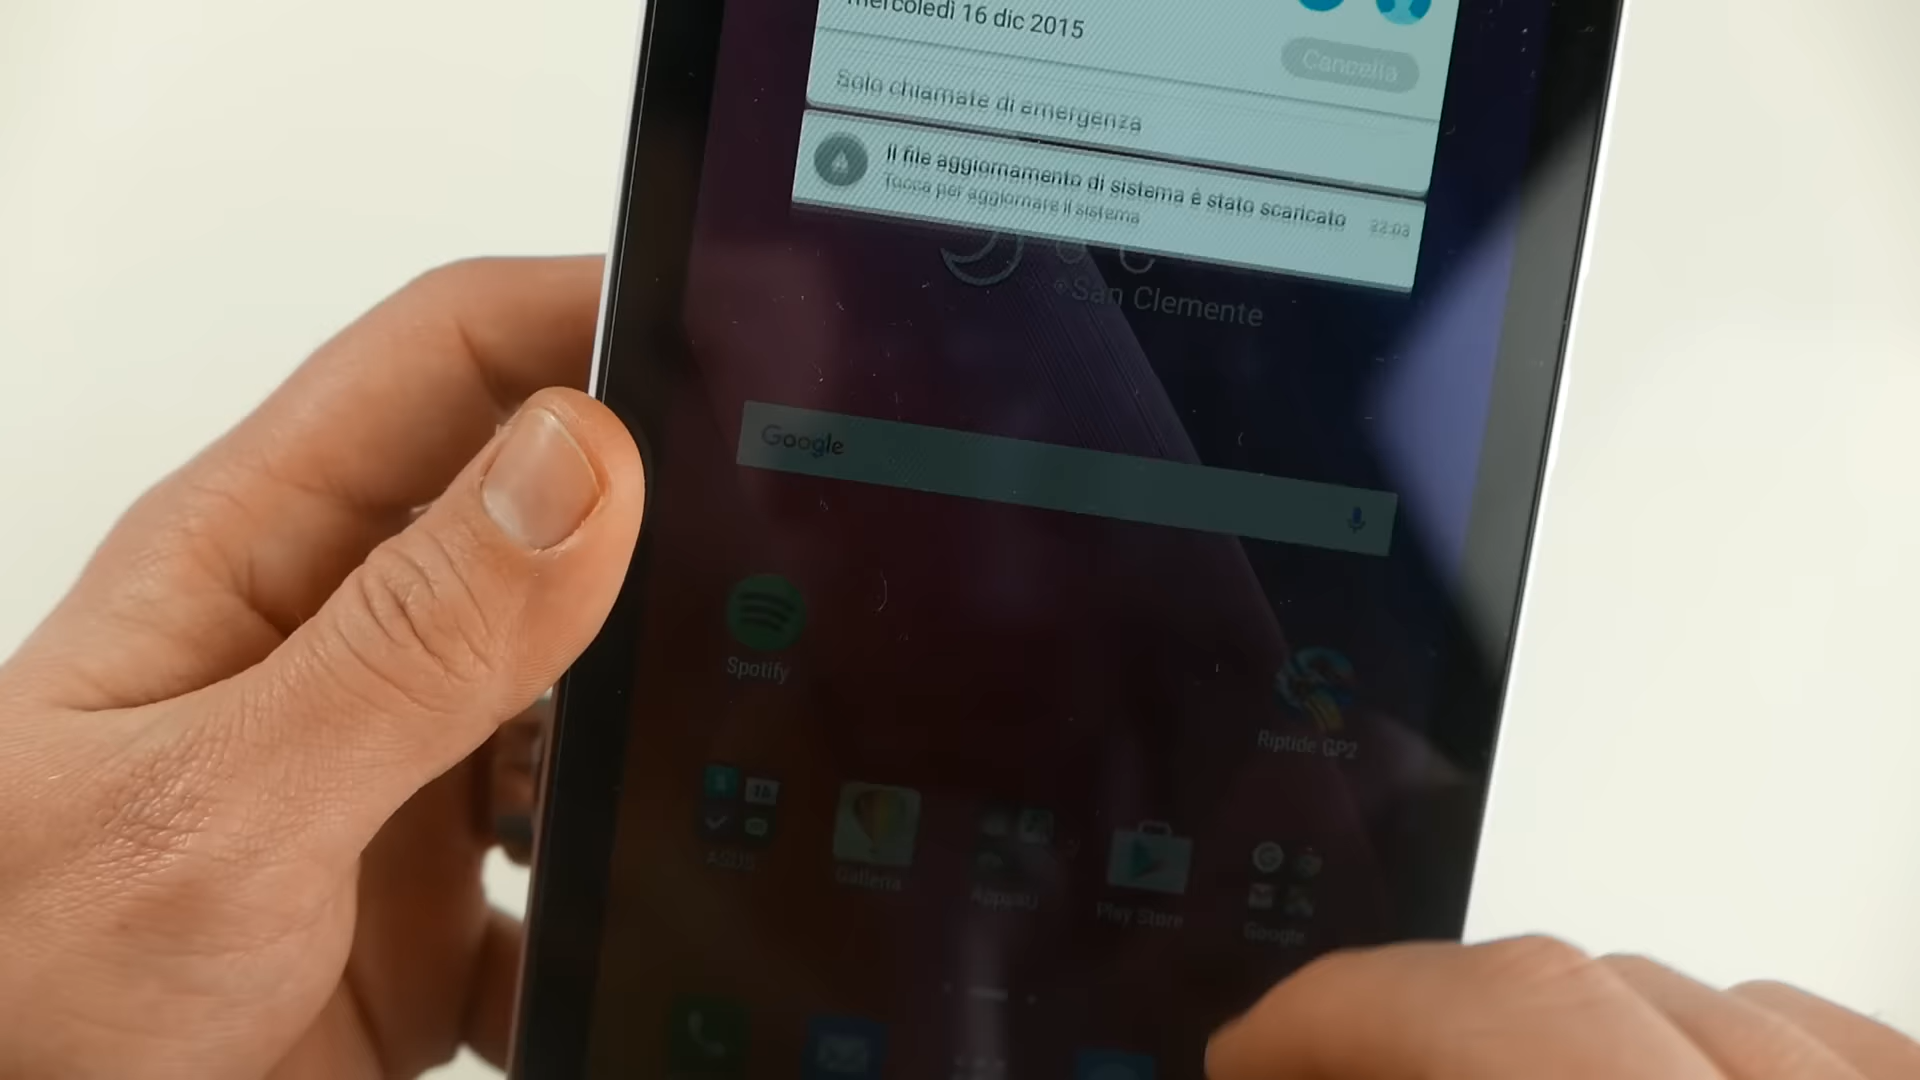 mercoledì 16 dic 2015
Cancella
Solo chiamate di emergenza
Il file aggiornamento di sistema è stato scaricato
Tocca per aggiornare il sistema
22:03
San Clemente
Google
Spotify
Riptide GP2
ASUS
Galleria
Play Store
Google